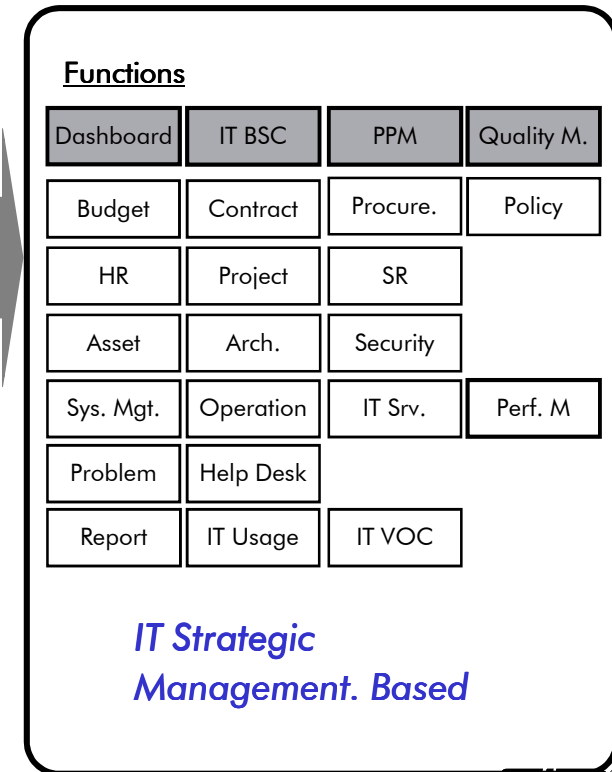 Functions
Dashboard IT BSC PPM Quality M.
Budget Contract Procure. Policy
HR Project SR
Asset Arch. Security
Sys. Mgt. Operation IT Srv. Perf. M
Problem Help Desk
Report IT Usage IT VOC
IT Strategic
Management. Based